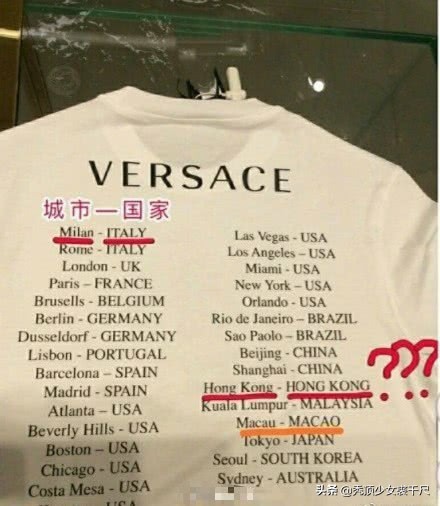 VERSACE
城市—国家
Milan - ITALY
Rome - ITALY
London - UK
Paris – FRANCE
Brusells - BELGIUM
Berlin - GERMANY
Dusseldorf - GERMANY
Lisbon - PORTUGAL
Barcelona – SPAIN
Madrid - SPAIN
Atlanta – USA
Beverly Hills - USA
Boston – USA
Chicago - USA
Costa Mesa - USA
Las Vegas - USA
Los Angeles – USA
Miami - USA
New York – USA
Orlando - USA
Rio de Janeiro – BRAZIL
Sao Paolo – BRAZIL
Beijing - CHINA
Shanghai - CHINA
Hong Kong - HONG KONG
???
Kuala Lumpur - MALAYSIA
Macau - MACAO
Tokyo - JAPAN
Seoul - SOUTH KOREA
Sydney - AUSTRALIA
头条 @秃顶少女裘千尺